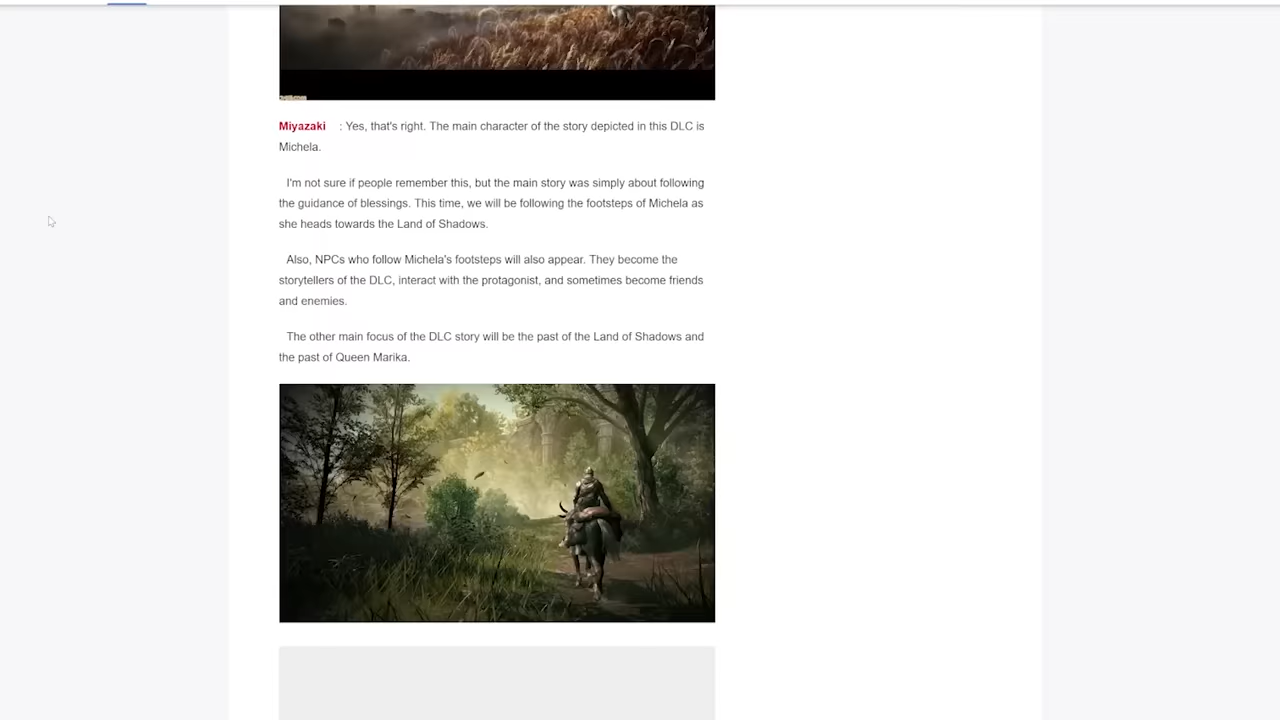 Miyazaki : Yes, that's right. The main character of the story depicted in this DLC is
Michela.
I'm not sure if people remember this, but the main story was simply about following
the guidance of blessings. This time, we will be following the footsteps of Michela as
she heads towards the Land of Shadows.
Also, NPCs who follow Michela's footsteps will also appear. They become the
storytellers of the DLC, interact with the protagonist, and sometimes become friends
and enemies.
The other main focus of the DLC story will be the past of the Land of Shadows and
the past of Queen Marika.